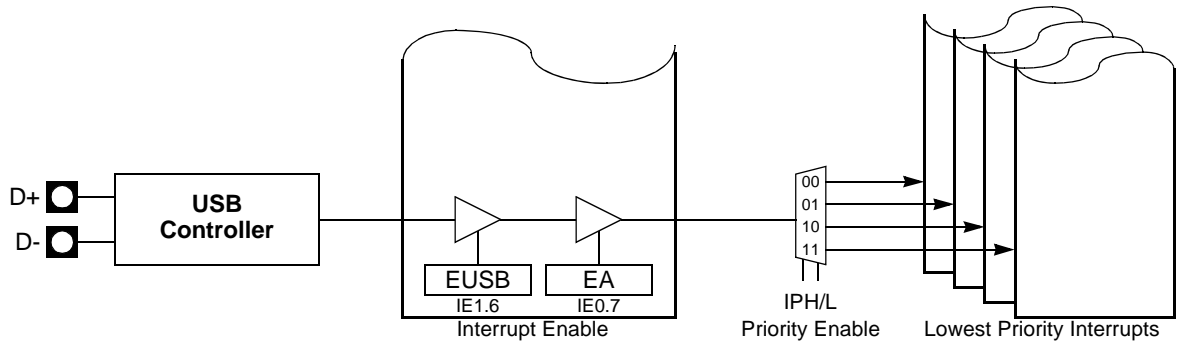 D+
D-
USB
Controller
EUSB
IE1.6
EA
IE0.7
Interrupt Enable
00
01
10
11
IPH/L
Priority Enable
Lowest Priority Interrupts